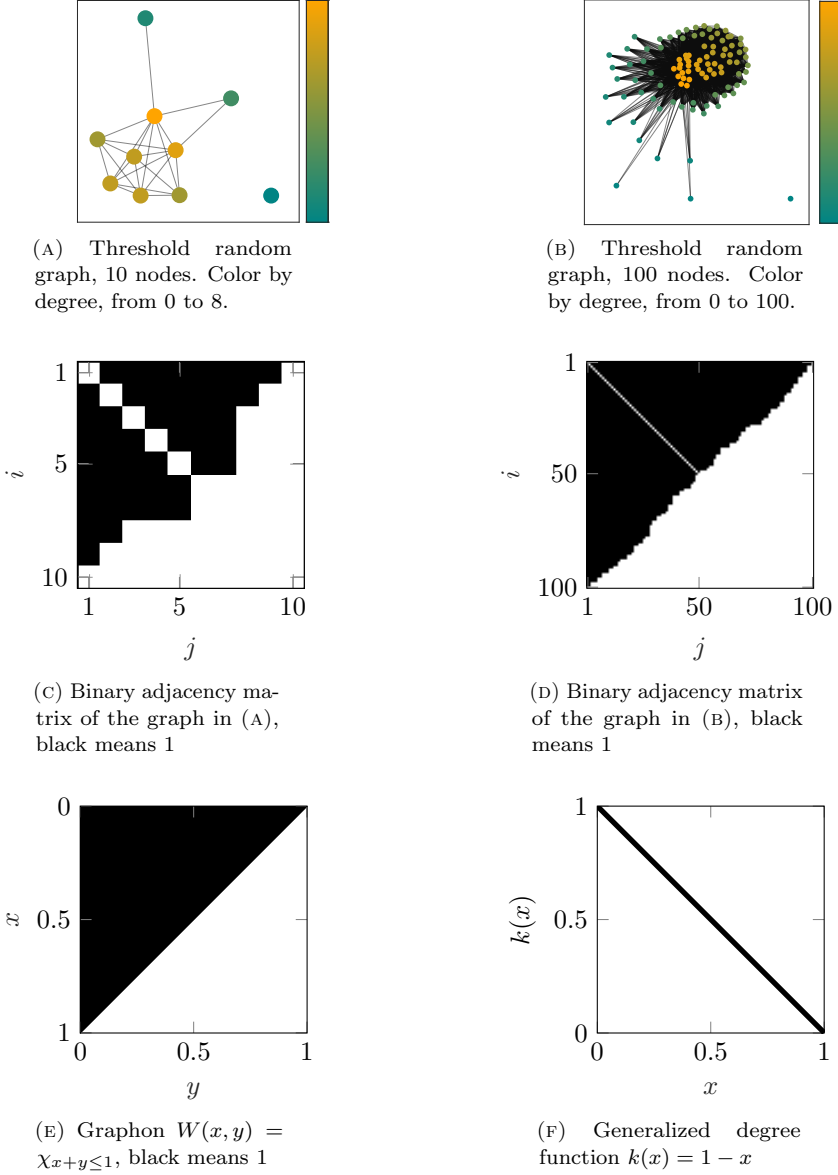 (A) Threshold random
graph, 10 nodes. Color by
degree, from 0 to 8.
(B) Threshold random
graph, 100 nodes. Color
by degree, from 0 to 100.
1
5
10
i
1
5
10
j
1
50
100
i
1
50
100
j
(C) Binary adjacency ma-
trix of the graph in (A),
black means 1
(D) Binary adjacency matrix
of the graph in (B), black
means 1
0
0.5
1
x
0
0.5
1
y
1
0.5
0
k(x)
0
0.5
1
x
(E) Graphon W(x, y) =
χ_{x+y≤1}, black means 1
(F) Generalized degree
function k(x) = 1 − x